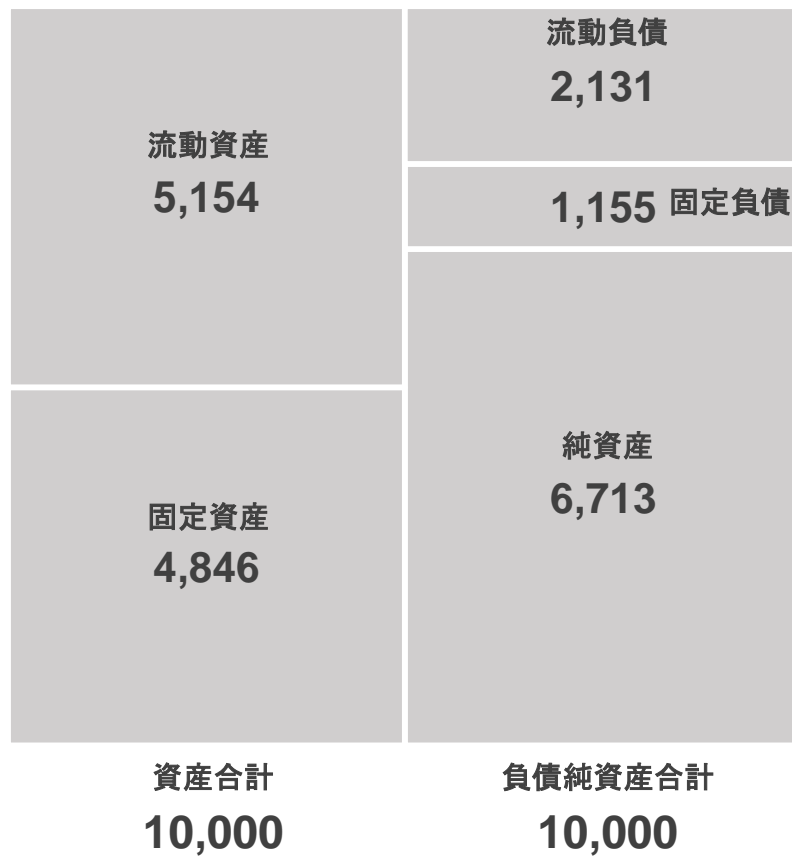 流動資産
5,154
固定資産
4,846
資産合計
10,000
流動負債
2,131
1,155 固定負債
純資産
6,713
負債純資産合計
10,000